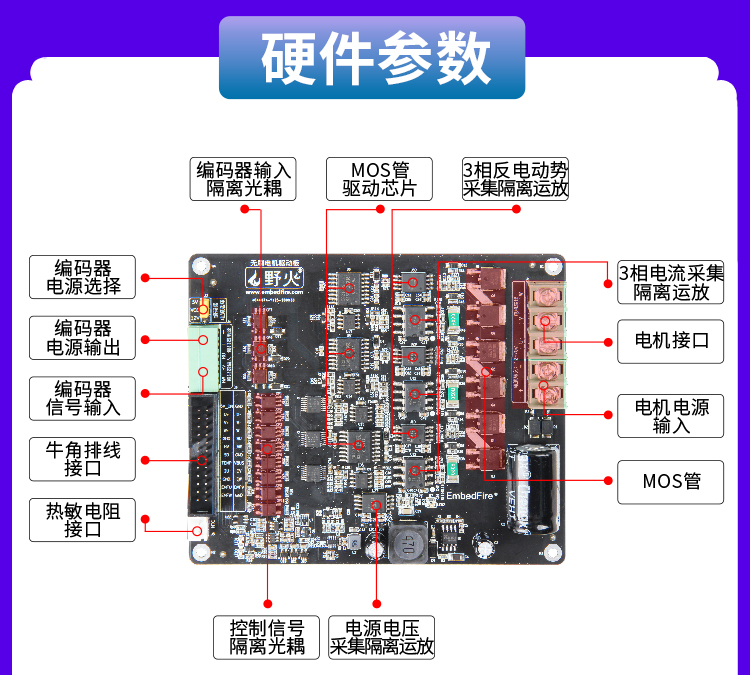 硬件参数
编码器输入
隔离光耦
MOS管
驱动芯片
3相反电动势
采集隔离运放
编码器
电源选择
编码器
电源输出
编码器
信号输入
牛角排线
接口
热敏电阻
接口
3相电流采集
隔离运放
电机接口
电机电源
输入
MOS管
无刷电机驱动板
野火
www.embedfire.com
EmbedFire
470
控制信号
隔离光耦
电源电压
采集隔离运放